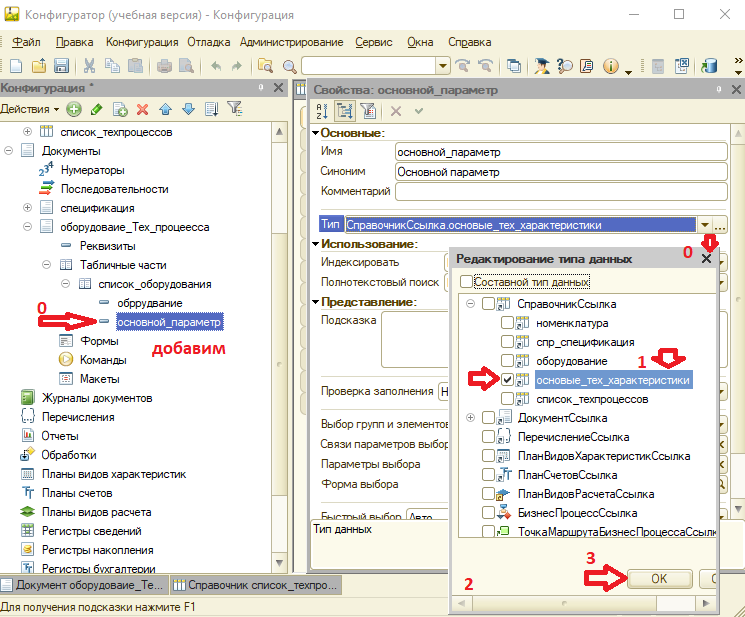 Конфигуратор (учебная версия) - Конфигурация
Файл Правка Конфигурация Отладка Администрирование Сервис Окна Справка
Конфигурация *
Действия
список_техпроцессов
Документы
Нумераторы
Последовательности
спецификация
оборудоваие_Тех_процеесса
Реквизиты
Табличные части
список_оборудования
обррудвание
0
основной_параметр
добавим
Формы
Команды
Макеты
Журналы документов
Перечисления
Отчеты
Обработки
Планы видов характеристик
Планы счетов
Планы видов расчета
Регистры сведений
Регистры накопления
Регистры бухгалтерии
Свойства: основной_параметр
Основные:
Имя основной_параметр
Синоним Основной параметр
Комментарий
Тип СправочникСсылка.основые_тех_характеристики ...
Использование:
Индексировать
Полнотекстовый поиск
Представление:
Подсказка
Проверка заполнения Н
Выбор групп и элементов
Связи параметров выбор
Параметры выбора
Форма выбора
Быстрый выбор Авто
Тип данных
0
Редактирование типа данных
Составной тип данных
СправочникСсылка
номенклатура
спр_спецификация
оборудование
1
основые_тех_характеристики
список_техпроцессов
ДокументСсылка
ПеречислениеСсылка
ПланВидовХарактеристикСсылка
ПланСчетовСсылка
ПланВидовРасчетаСсылка
БизнесПроцессСсылка
ТочкаМаршрутаБизнесПроцессаСсылк
3
OK
2
Документ оборудоваие_Те... Справочник список_техпро...
Для получения подсказки нажмите F1